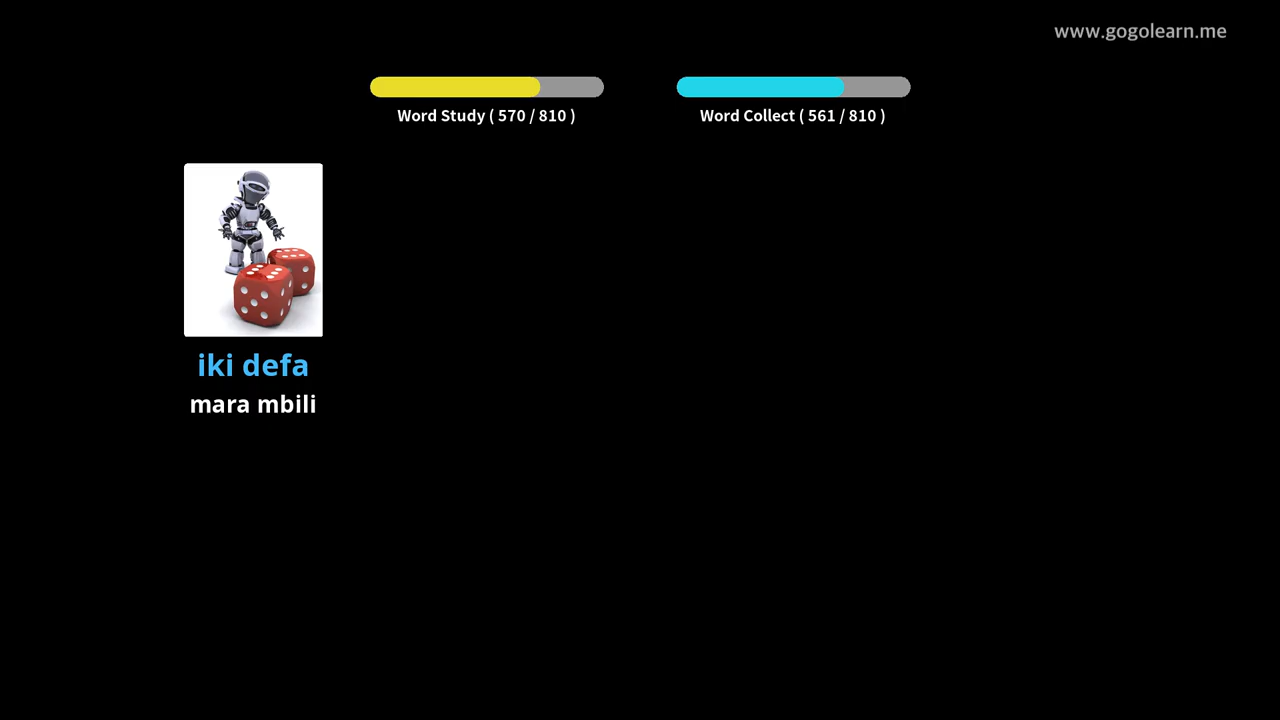 www.gogolearn.me
Word Study ( 570 / 810 )
Word Collect ( 561 / 810 )
iki defa
mara mbili